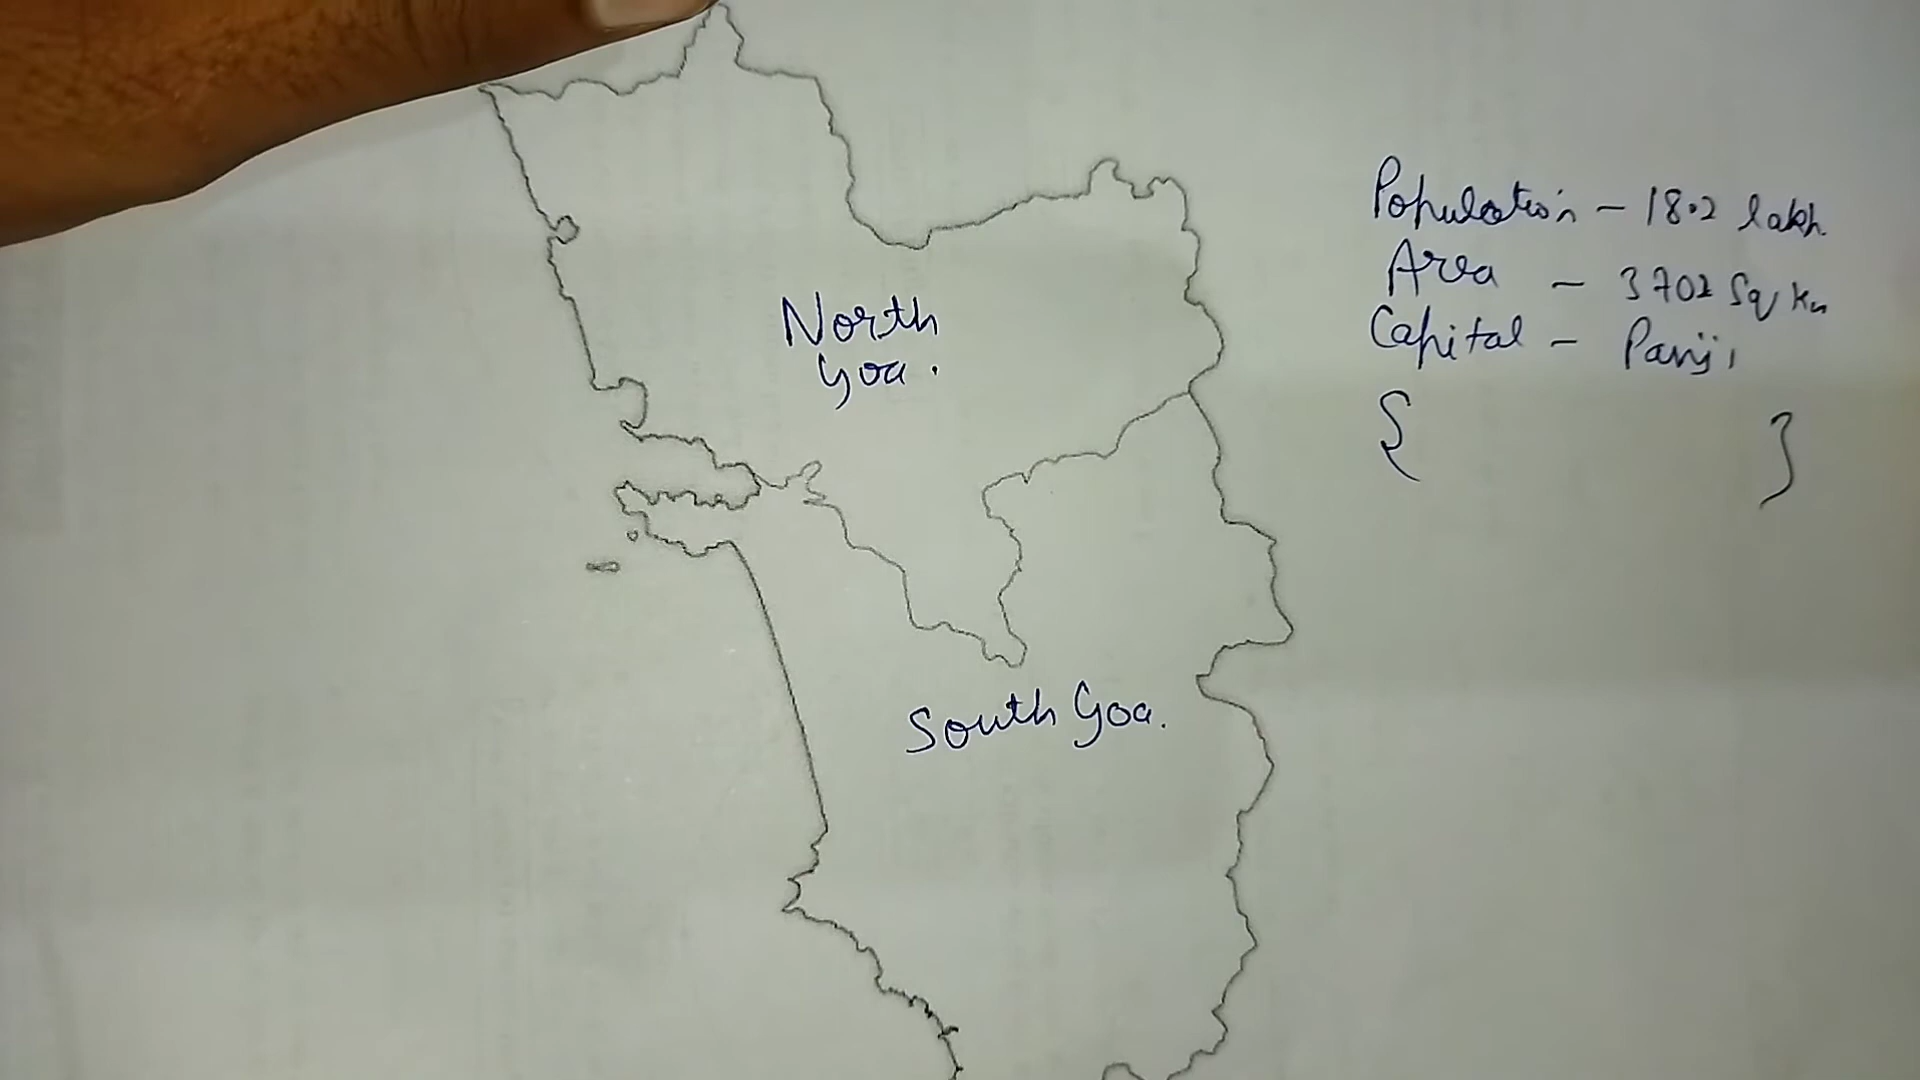 North
Goa.
South Goa.
Population - 18.2 lakh.
Area - 3702 Sq Km
Capital - Panji
{ }